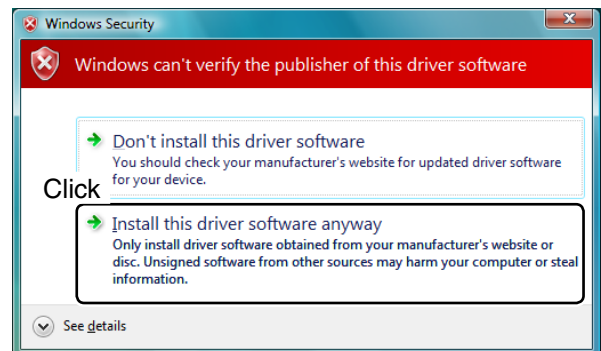 Windows Security
Windows can't verify the publisher of this driver software
Don't install this driver software
You should check your manufacturer's website for updated driver software
for your device.
Click
Install this driver software anyway
Only install driver software obtained from your manufacturer's website or
disc. Unsigned software from other sources may harm your computer or steal
information.
See details